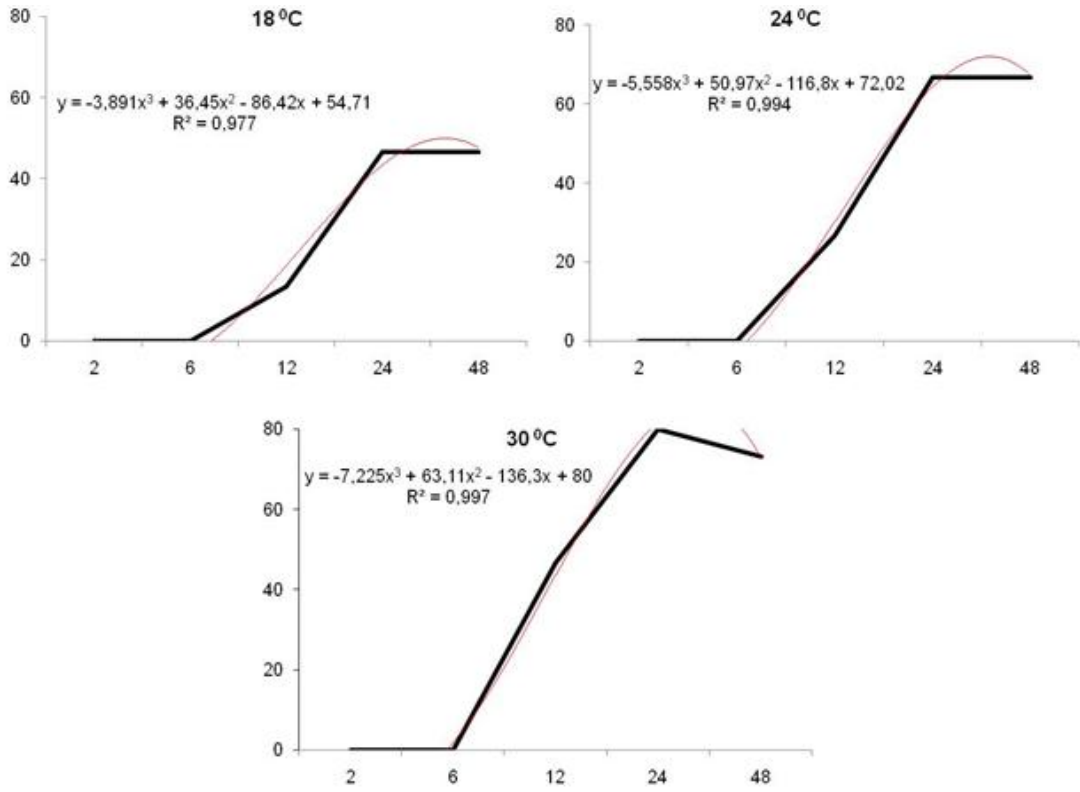 18 ⁰C
80
60
40
20
0
y = -3,891x³ + 36,45x² - 86,42x + 54,71
R² = 0,977
2 6 12 24 48
24 ⁰C
80
60
40
20
0
y = -5,558x³ + 50,97x² - 116,8x + 72,02
R² = 0,994
2 6 12 24 48
30 ⁰C
80
60
40
20
0
y = -7,225x³ + 63,11x² - 136,3x + 80
R² = 0,997
2 6 12 24 48